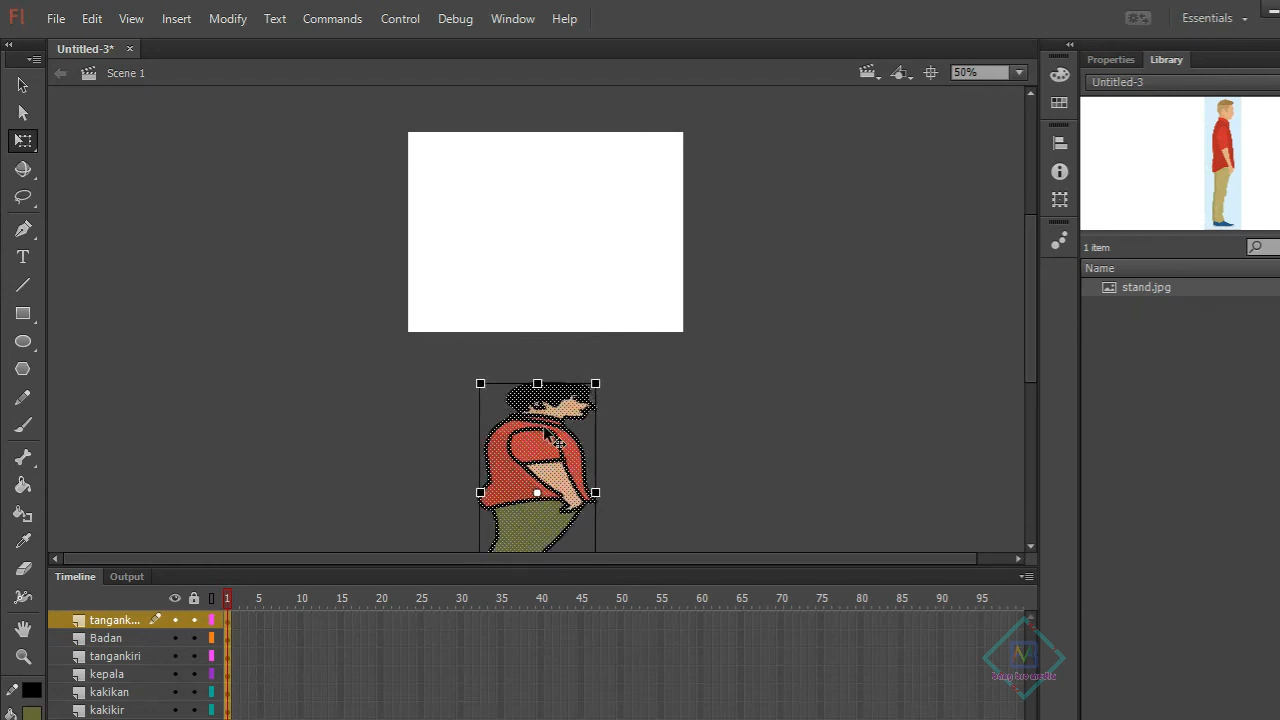 Fl File Edit View Insert Modify Text Commands Control Debug Window Help Essentials
Untitled-3* ×
Scene 1 50%
Properties Library
Untitled-3
1 item
Name
stand.jpg
T
Timeline Output
1 5 10 15 20 25 30 35 40 45 50 55 60 65 70 75 80 85 90 95
tangank...
Badan
tangankiri
kepala
kakikan
kakikir